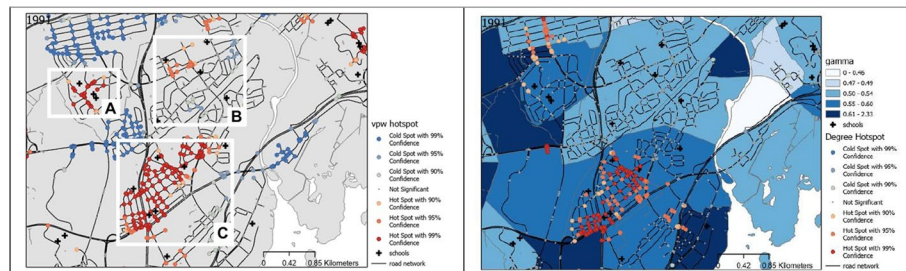 1991
A
B
C
vpw hotspot
Cold Spot with 99%
Confidence
Cold Spot with 95%
Confidence
Cold Spot with 90%
Confidence
Not Significant
Hot Spot with 90%
Confidence
Hot Spot with 95%
Confidence
Hot Spot with 99%
Confidence
schools
road network
0 0.42 0.85 Kilometers
1991
gamma
0 - 0.46
0.47 - 0.49
0.50 - 0.54
0.55 - 0.60
0.61 - 2.33
schools
Degree Hotspot
Cold Spot with 99%
Confidence
Cold Spot with 95%
Confidence
Cold Spot with 90%
Confidence
Not Significant
Hot Spot with 90%
Confidence
Hot Spot with 95%
Confidence
Hot Spot with 99%
Confidence
road network
0 0.42 0.85 Kilometers